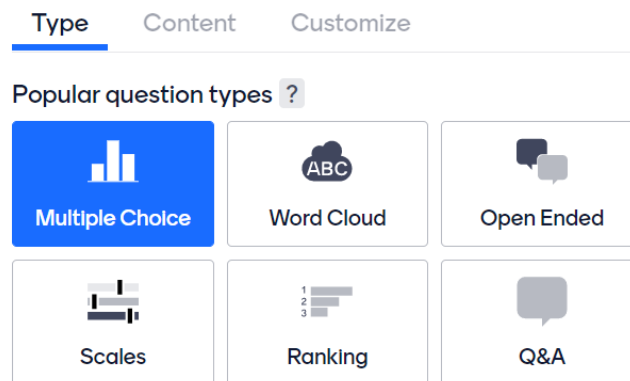 Type Content Customize
Popular question types ?
ABC
Multiple Choice Word Cloud Open Ended
1
2
3
Scales Ranking Q&A